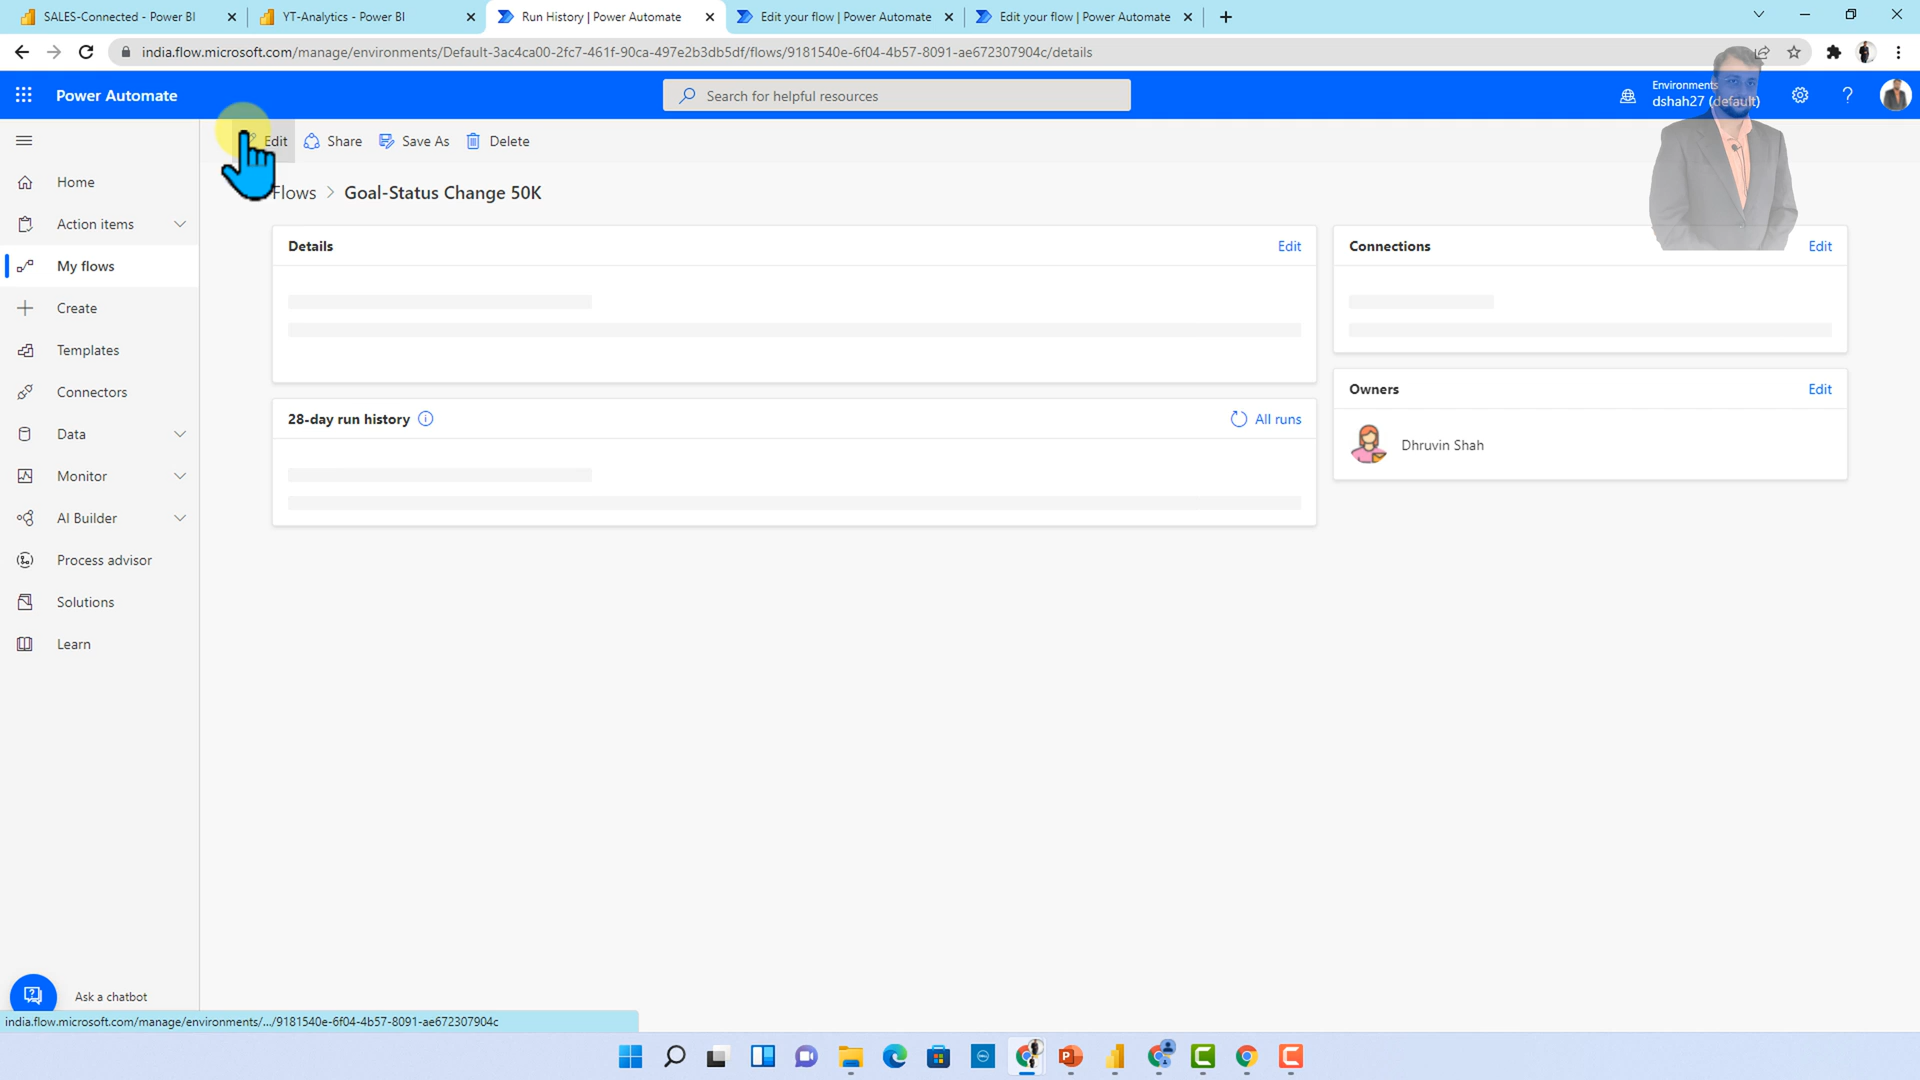 SALES-Connected - Power BI
YT-Analytics - Power BI
Run History | Power Automate
Edit your flow | Power Automate
Edit your flow | Power Automate
india.flow.microsoft.com/manage/environments/Default-3ac4ca00-2fc7-461f-90ca-497e2b3db5df/flows/9181540e-6f04-4b57-8091-ae672307904c/details
Power Automate
Search for helpful resources
Environments
dshah27 (default)
Edit
Share
Save As
Delete
Flows > Goal-Status Change 50K
Home
Action items
My flows
Create
Templates
Connectors
Data
Monitor
AI Builder
Process advisor
Solutions
Learn
Ask a chatbot
Details
Edit
28-day run history
All runs
Connections
Edit
Owners
Edit
Dhruvin Shah
india.flow.microsoft.com/manage/environments/.../9181540e-6f04-4b57-8091-ae672307904c